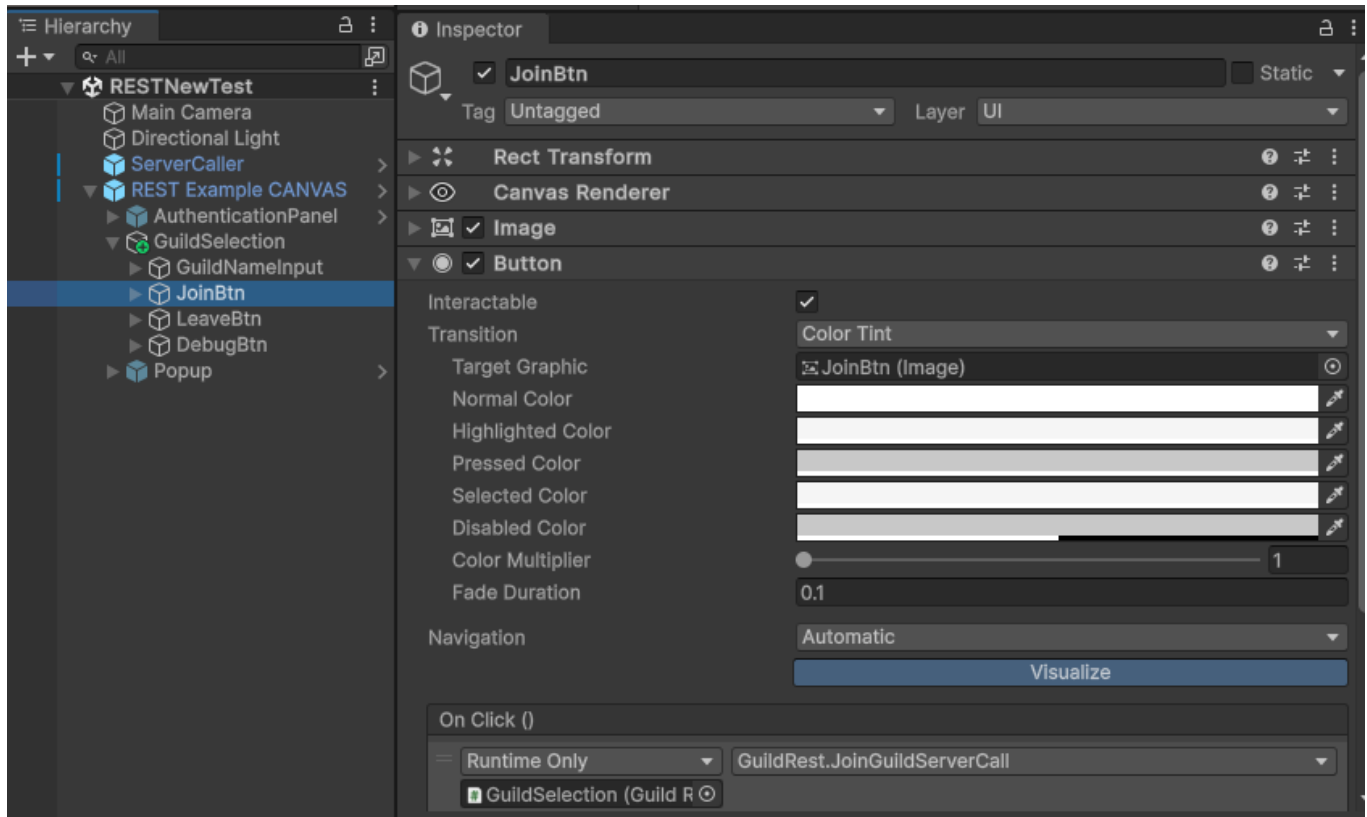 Hierarchy
All
RESTNewTest
Main Camera
Directional Light
ServerCaller
REST Example CANVAS
AuthenticationPanel
GuildSelection
GuildNameInput
JoinBtn
LeaveBtn
DebugBtn
Popup
Inspector
JoinBtn
Static
Tag Untagged Layer UI
Rect Transform
Canvas Renderer
Image
Button
Interactable
Transition Color Tint
Target Graphic JoinBtn (Image)
Normal Color
Highlighted Color
Pressed Color
Selected Color
Disabled Color
Color Multiplier 1
Fade Duration 0.1
Navigation Automatic
Visualize
On Click ()
Runtime Only GuildRest.JoinGuildServerCall
GuildSelection (Guild R